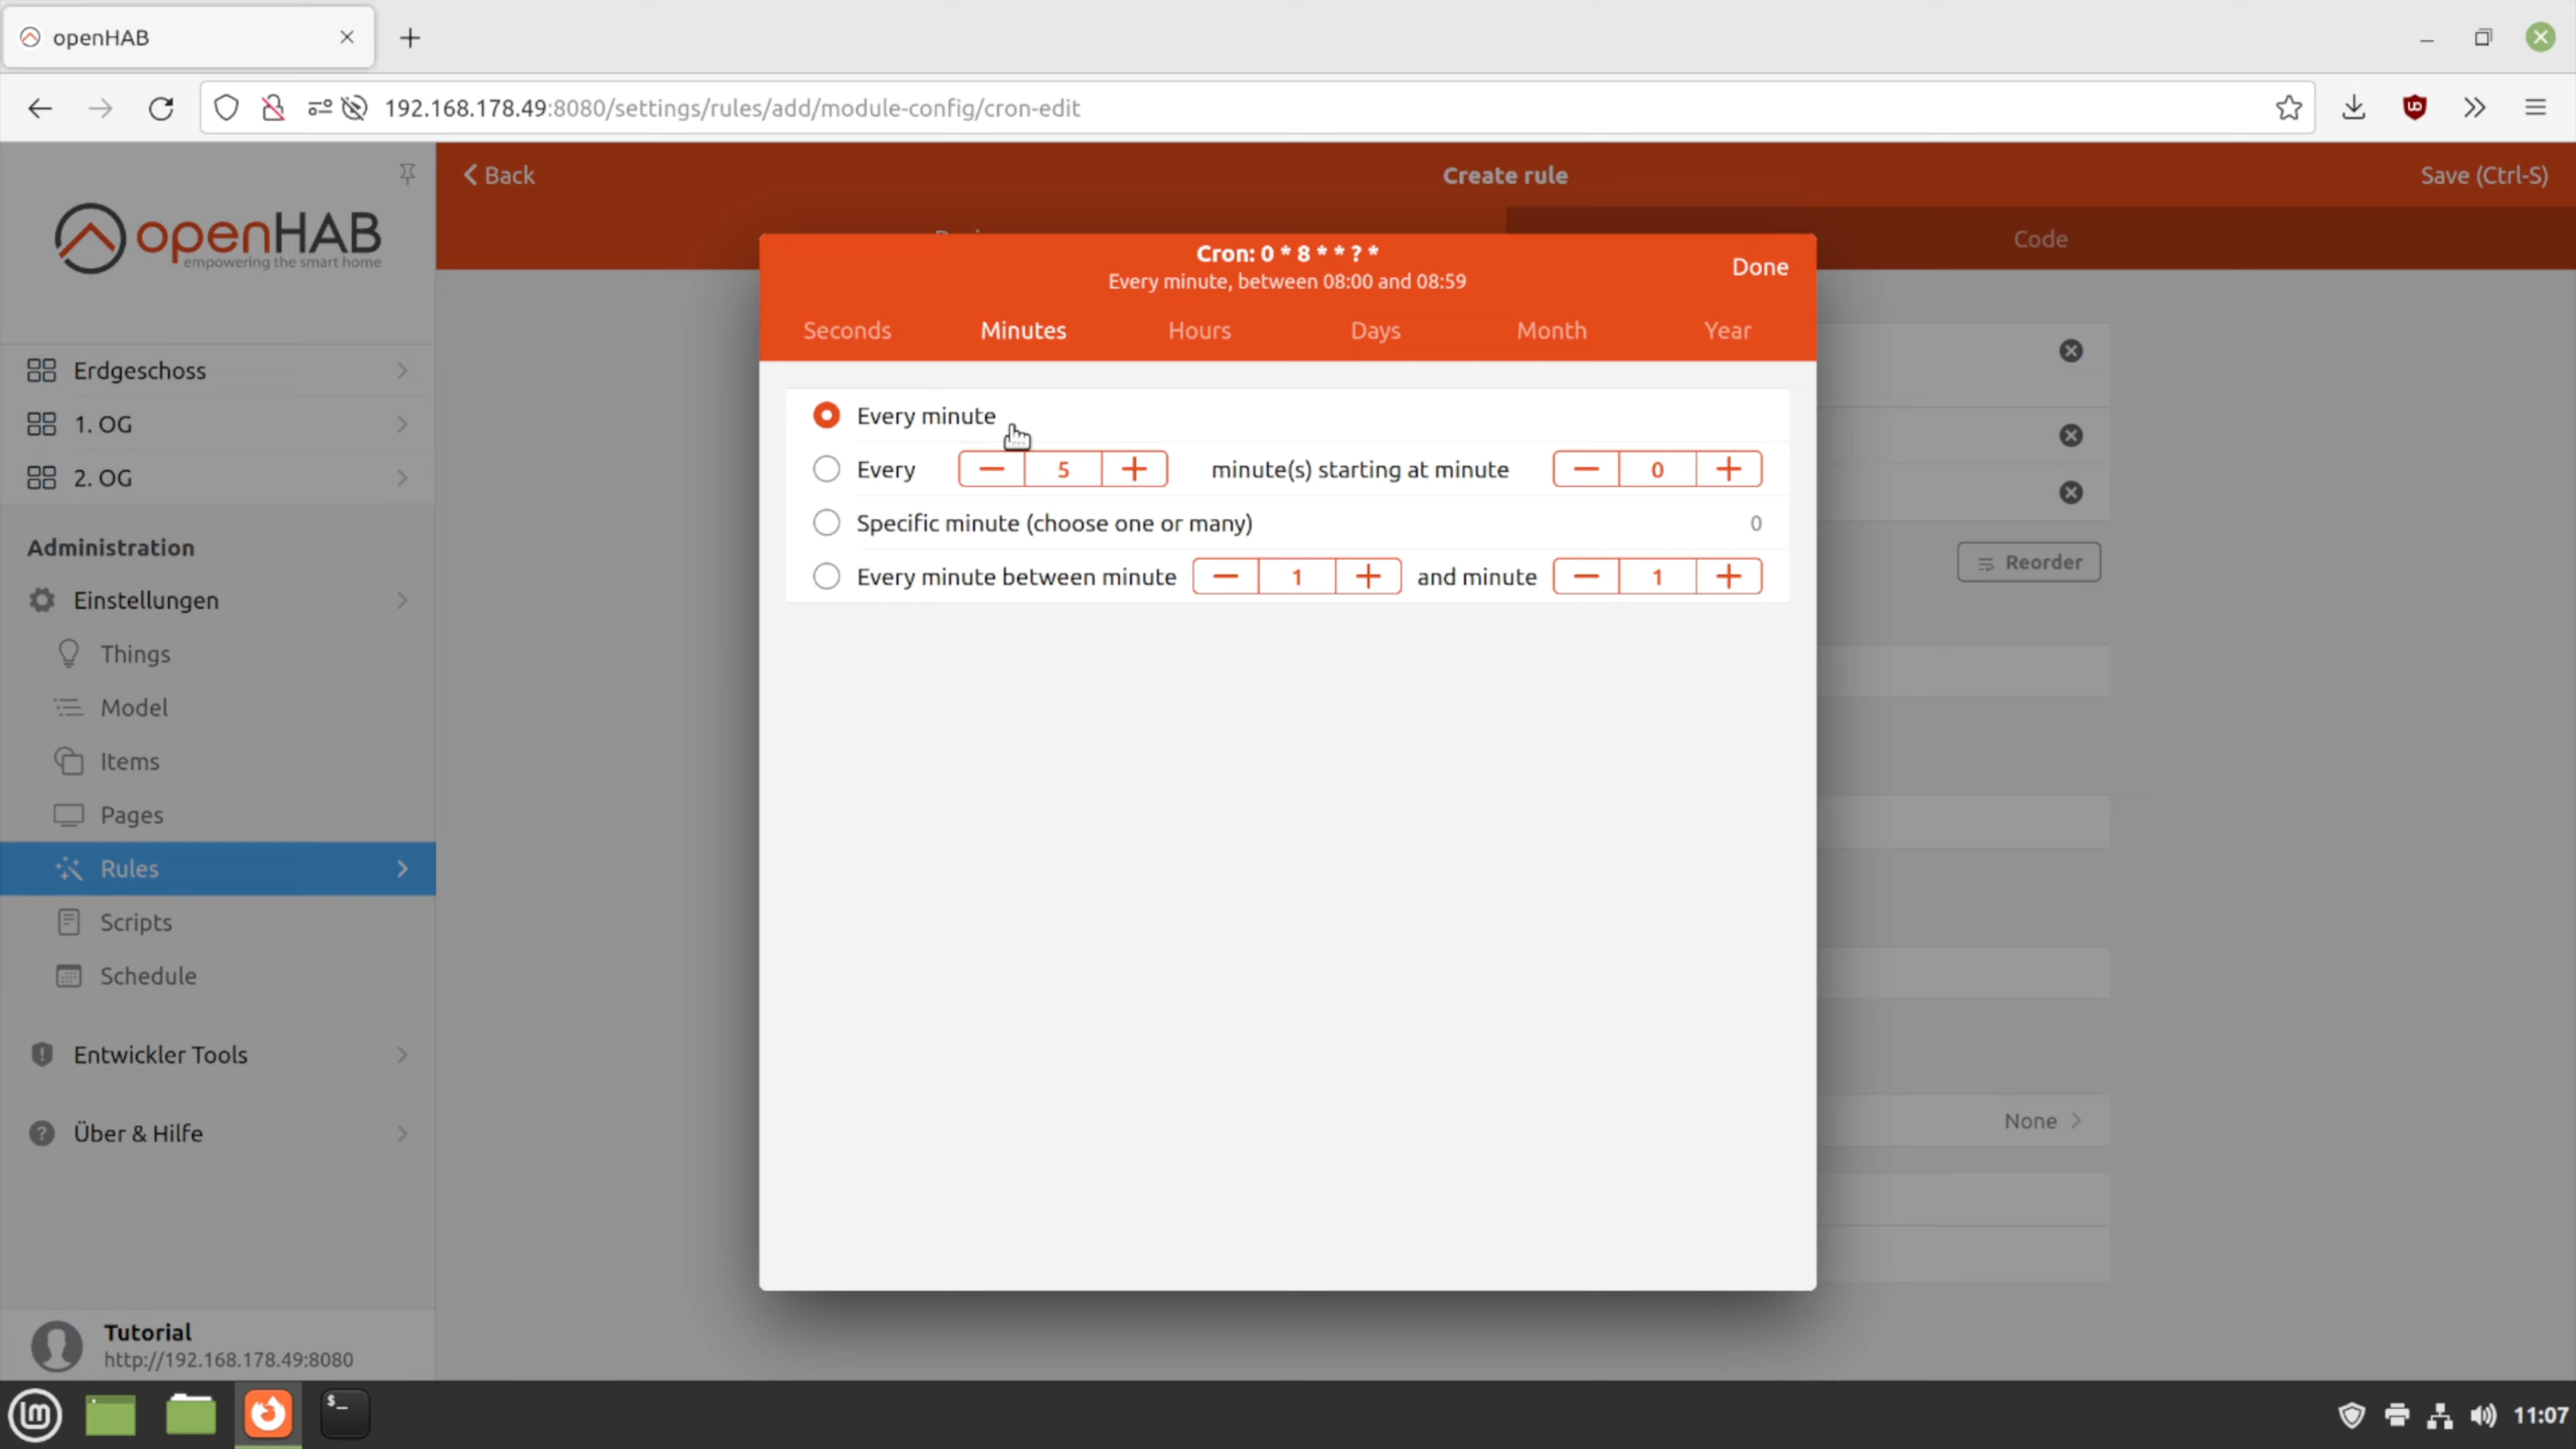 openHAB
192.168.178.49:8080/settings/rules/add/module-config/cron-edit
Back
Create rule
Save (Ctrl-S)
Code
openHAB
empowering the smart home
Cron: 0 * 8 * * ? *
Every minute, between 08:00 and 08:59
Done
Seconds Minutes Hours Days Month Year
Every minute
Every 5 minute(s) starting at minute 0
Specific minute (choose one or many) 0
Every minute between minute 1 and minute 1
Reorder
None
Erdgeschoss
1. OG
2. OG
Administration
Einstellungen
Things
Model
Items
Pages
Rules
Scripts
Schedule
Entwickler Tools
Über & Hilfe
Tutorial
http://192.168.178.49:8080
$_
11:07